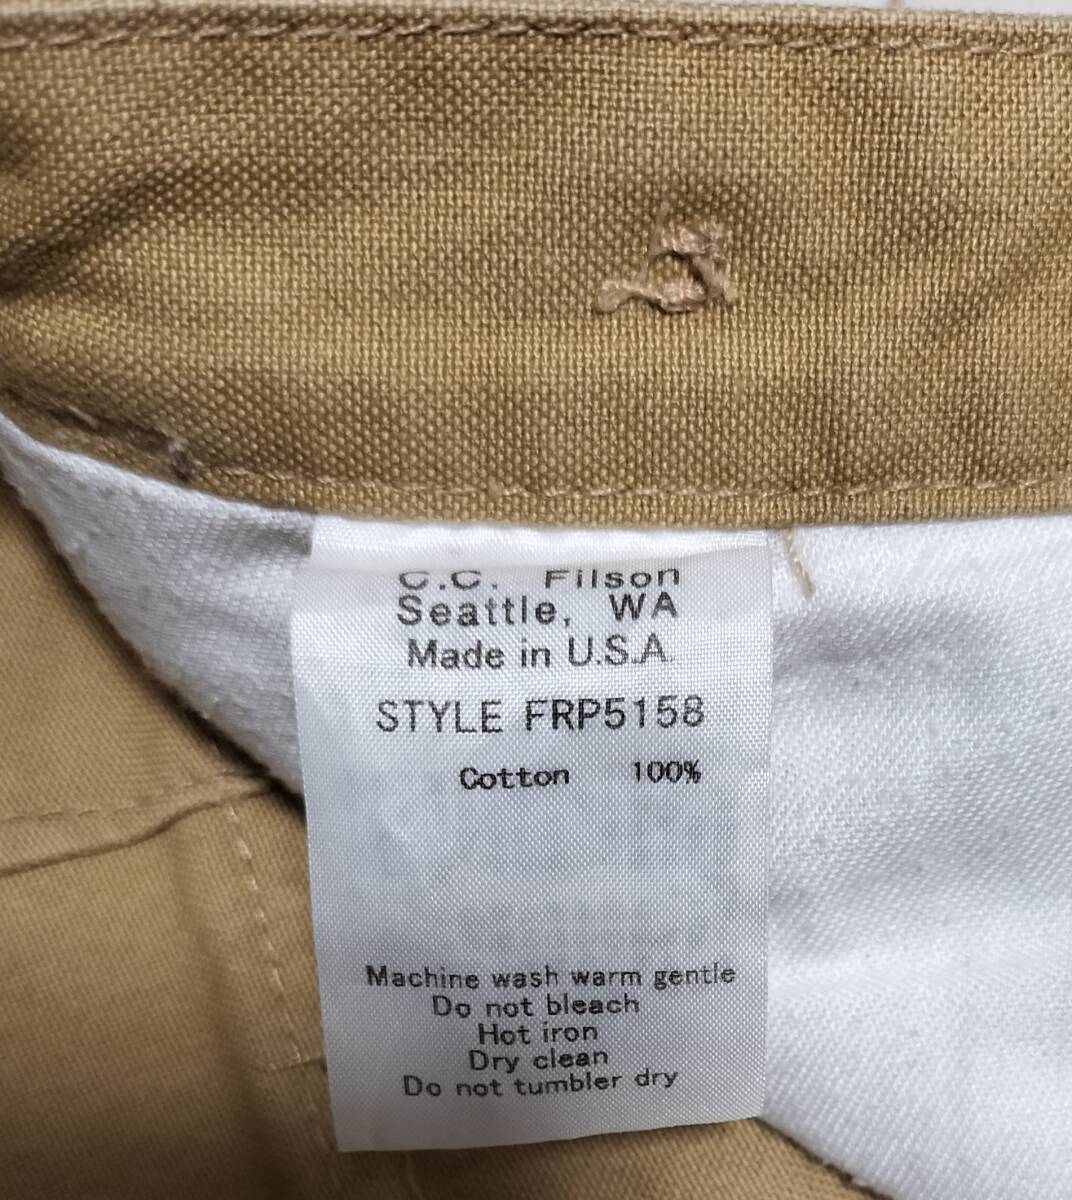 C.C. Filson
Seattle, WA
Made in U.S.A.
STYLE FRP5158
Cotton 100%
Machine wash warm gentle
Do not bleach
Hot iron
Dry clean
Do not tumbler dry